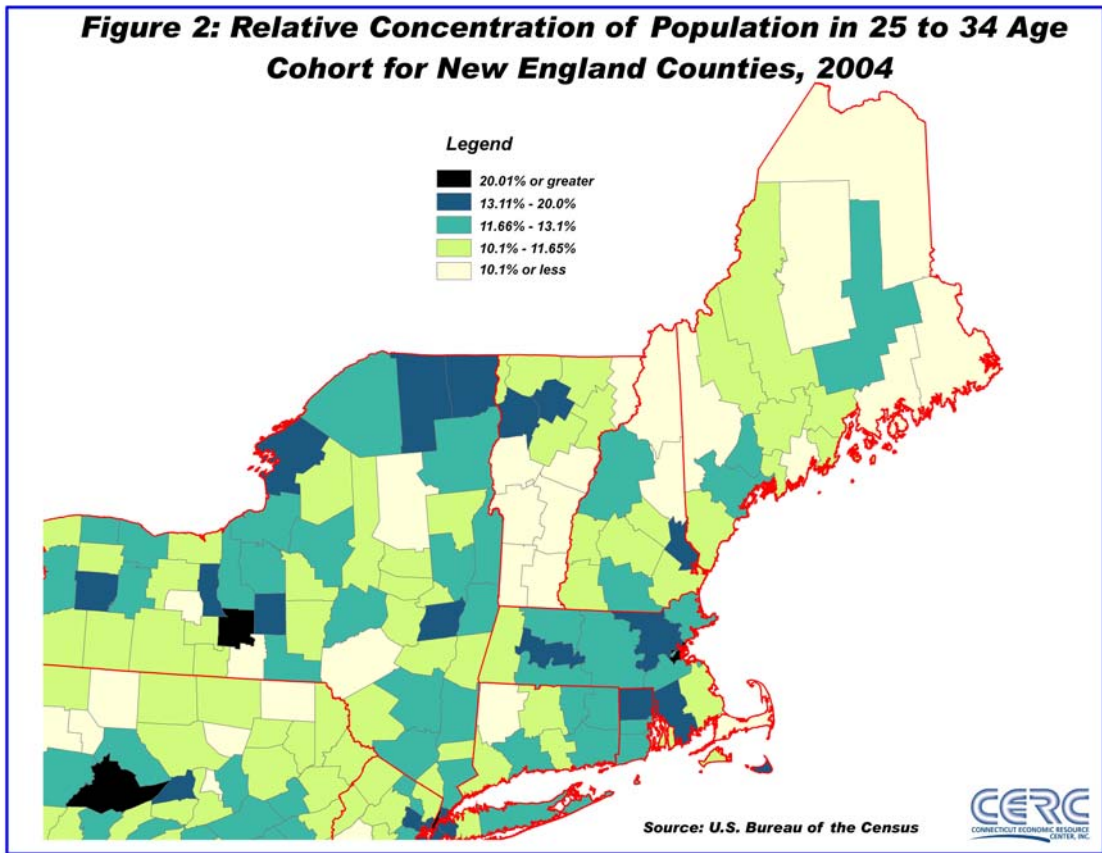 Figure 2: Relative Concentration of Population in 25 to 34 Age
Cohort for New England Counties, 2004
Legend
20.01% or greater
13.11% - 20.0%
11.66% - 13.1%
10.1% - 11.65%
10.1% or less
Source: U.S. Bureau of the Census
CERC
CONNECTICUT ECONOMIC RESOURCE
CENTER, INC.